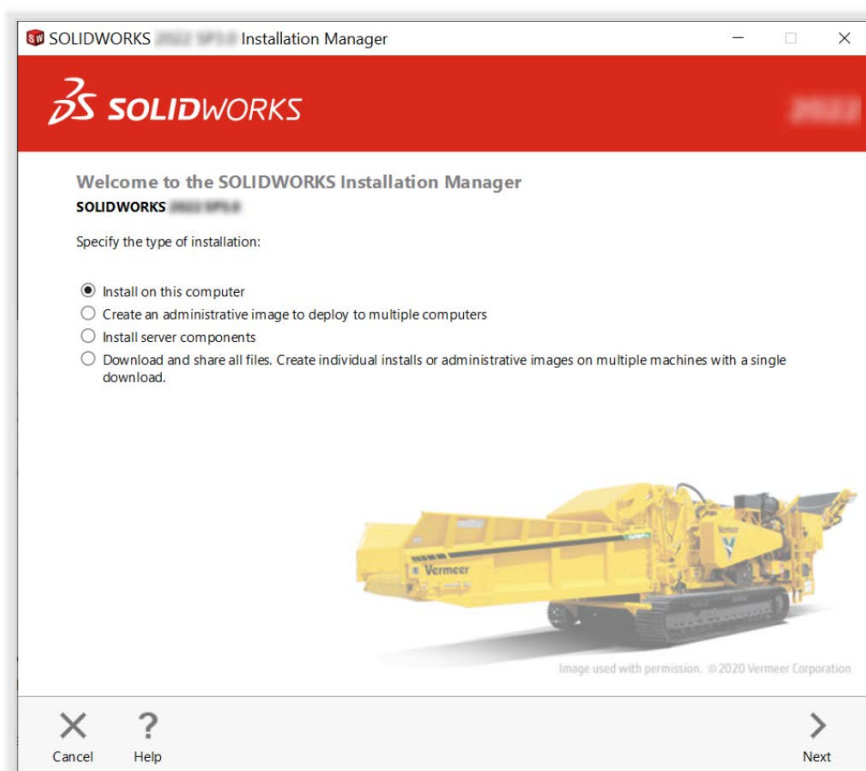 SOLIDWORKS Installation Manager
SOLIDWORKS
Welcome to the SOLIDWORKS Installation Manager
SOLIDWORKS
Specify the type of installation:
Install on this computer
Create an administrative image to deploy to multiple computers
Install server components
Download and share all files. Create individual installs or administrative images on multiple machines with a single
download.
Vermeer
Vermeer
Image used with permission. © 2020 Vermeer Corporation
Cancel
Help
Next